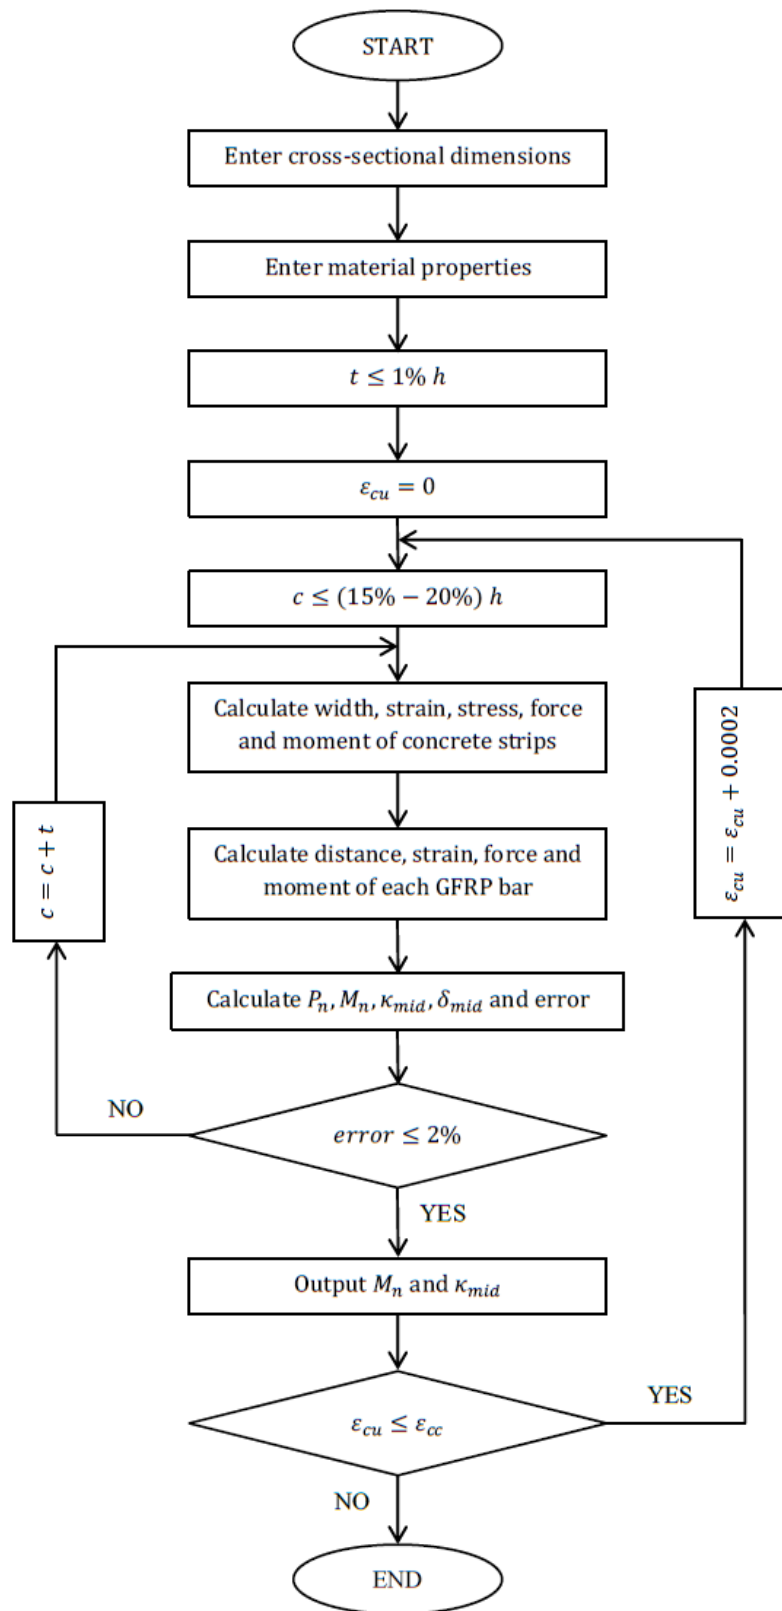 START
Enter cross-sectional dimensions
Enter material properties
t ≤ 1% h
ε_cu = 0
c ≤ (15% − 20%) h
Calculate width, strain, stress, force
and moment of concrete strips
ε_cu = ε_cu + 0.0002
c = c + t
Calculate distance, strain, force and
moment of each GFRP bar
Calculate P_n, M_n, κ_mid, δ_mid and error
NO
error ≤ 2%
YES
Output M_n and κ_mid
YES
ε_cu ≤ ε_cc
NO
END